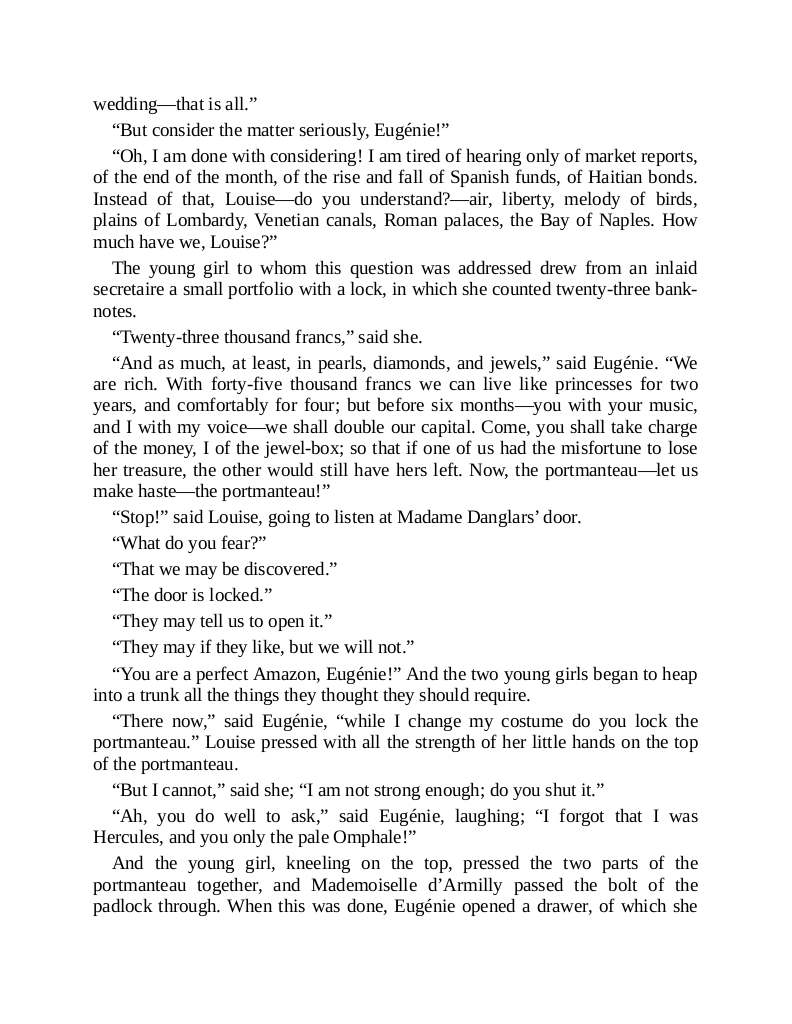 wedding—that is all.”
“But consider the matter seriously, Eugénie!”
“Oh, I am done with considering! I am tired of hearing only of market reports,
of the end of the month, of the rise and fall of Spanish funds, of Haitian bonds.
Instead of that, Louise—do you understand?—air, liberty, melody of birds,
plains of Lombardy, Venetian canals, Roman palaces, the Bay of Naples. How
much have we, Louise?”
The young girl to whom this question was addressed drew from an inlaid
secretaire a small portfolio with a lock, in which she counted twenty-three bank-
notes.
“Twenty-three thousand francs,” said she.
“And as much, at least, in pearls, diamonds, and jewels,” said Eugénie. “We
are rich. With forty-five thousand francs we can live like princesses for two
years, and comfortably for four; but before six months—you with your music,
and I with my voice—we shall double our capital. Come, you shall take charge
of the money, I of the jewel-box; so that if one of us had the misfortune to lose
her treasure, the other would still have hers left. Now, the portmanteau—let us
make haste—the portmanteau!”
“Stop!” said Louise, going to listen at Madame Danglars’ door.
“What do you fear?”
“That we may be discovered.”
“The door is locked.”
“They may tell us to open it.”
“They may if they like, but we will not.”
“You are a perfect Amazon, Eugénie!” And the two young girls began to heap
into a trunk all the things they thought they should require.
“There now,” said Eugénie, “while I change my costume do you lock the
portmanteau.” Louise pressed with all the strength of her little hands on the top
of the portmanteau.
“But I cannot,” said she; “I am not strong enough; do you shut it.”
“Ah, you do well to ask,” said Eugénie, laughing; “I forgot that I was
Hercules, and you only the pale Omphale!”
And the young girl, kneeling on the top, pressed the two parts of the
portmanteau together, and Mademoiselle d’Armilly passed the bolt of the
padlock through. When this was done, Eugénie opened a drawer, of which she